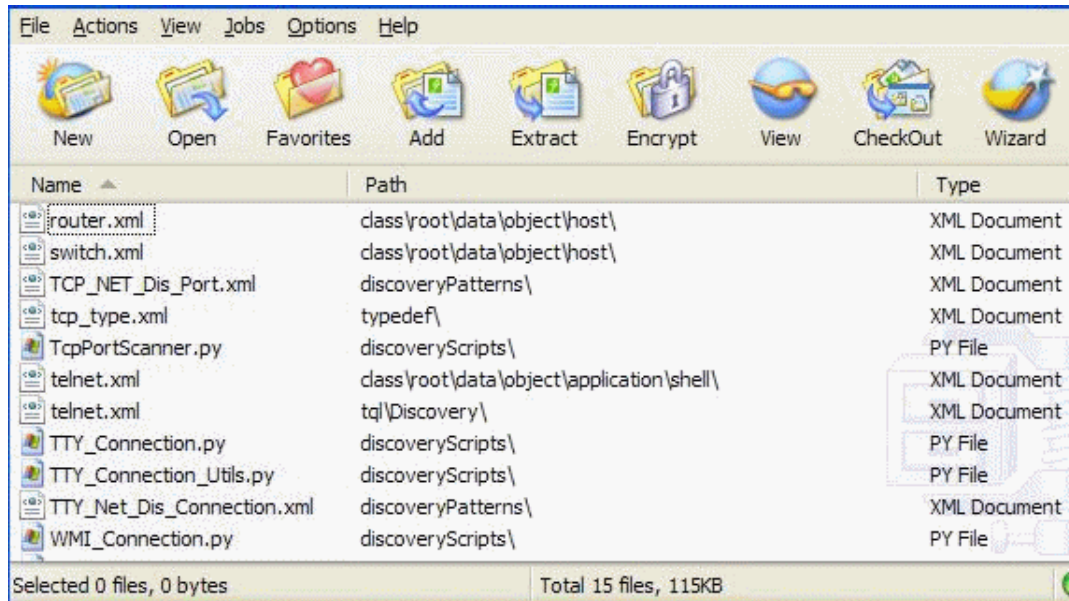 File Actions View Jobs Options Help
New Open Favorites Add Extract Encrypt View CheckOut Wizard
Name Path Type
router.xml class\root\data\object\host\ XML Document
switch.xml class\root\data\object\host\ XML Document
TCP_NET_Dis_Port.xml discoveryPatterns\ XML Document
tcp_type.xml typedef\ XML Document
TcpPortScanner.py discoveryScripts\ PY File
telnet.xml class\root\data\object\application\shell\ XML Document
telnet.xml tql\Discovery\ XML Document
TTY_Connection.py discoveryScripts\ PY File
TTY_Connection_Utils.py discoveryScripts\ PY File
TTY_Net_Dis_Connection.xml discoveryPatterns\ XML Document
WMI_Connection.py discoveryScripts\ PY File
Selected 0 files, 0 bytes Total 15 files, 115KB